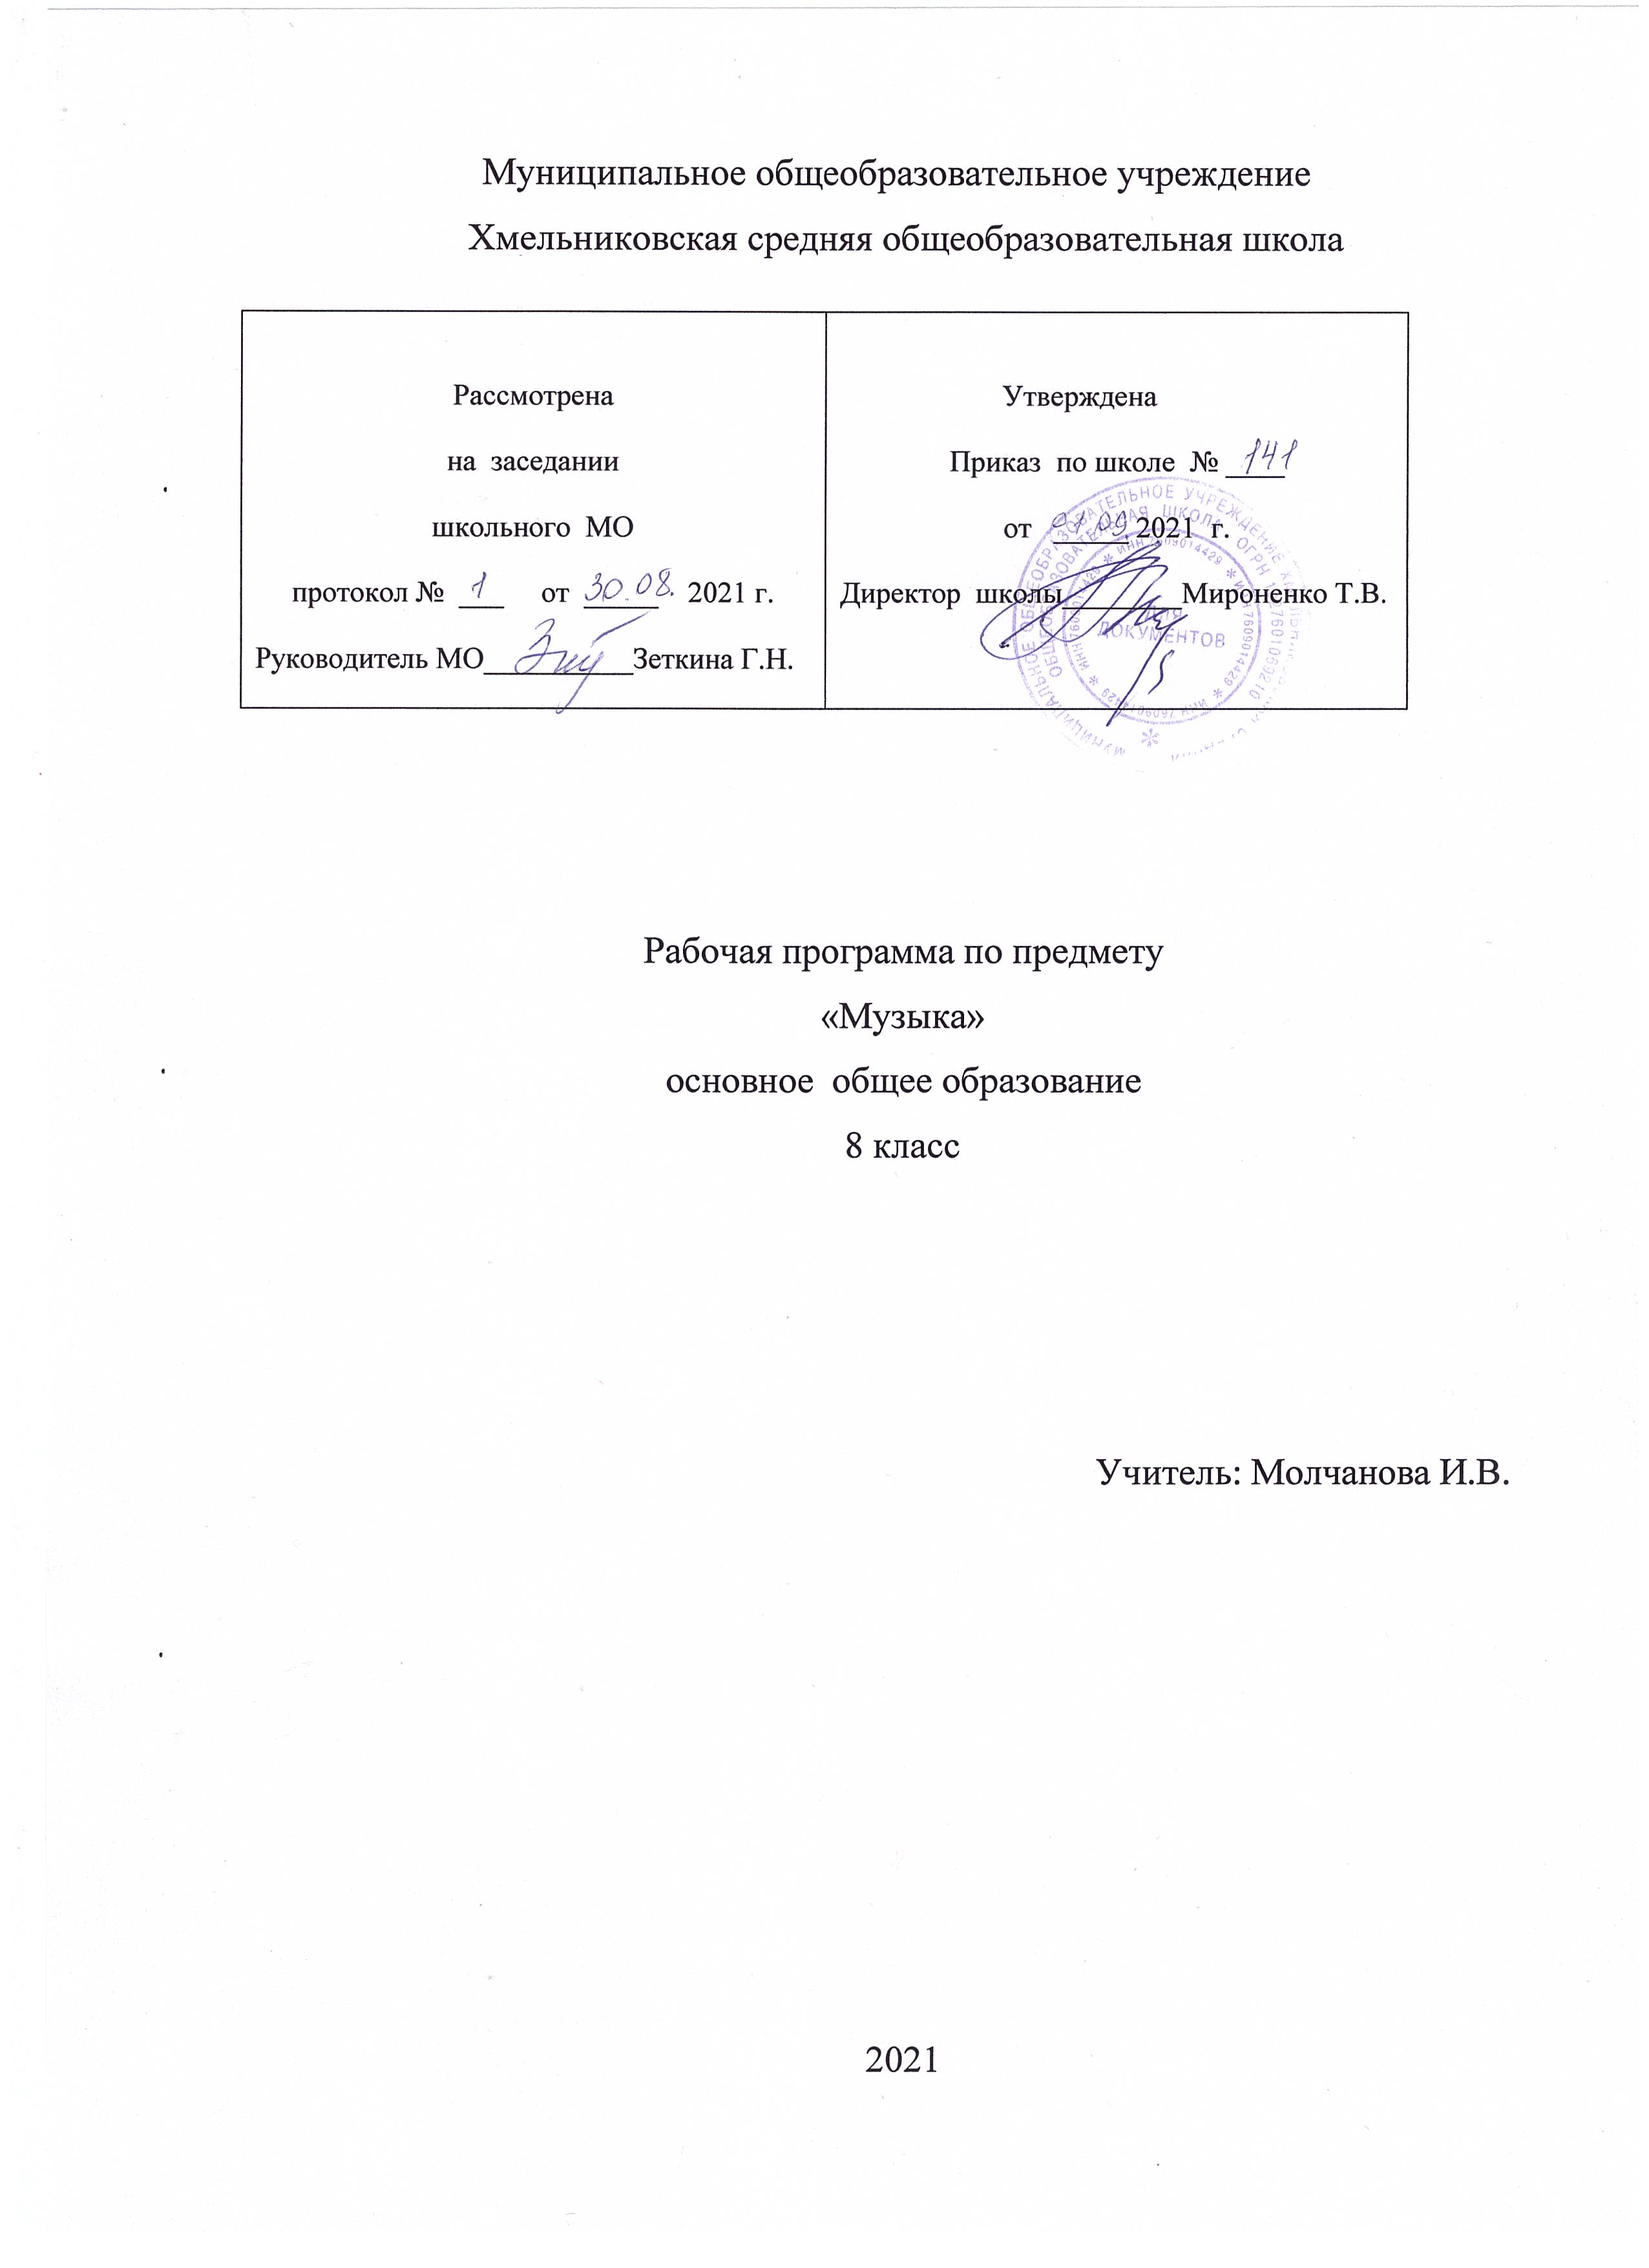 Муниципальное общеобразовательное учреждение
Хмельниковская средняя общеобразовательная школа
Рассмотрена
на заседании
школьного МО
протокол № 1 от 30.08. 2021 г.
Руководитель МО Зеткина Г.Н.
Утверждена
Приказ по школе № 141
от 2021 г.
Директор школы Мироненко Т.В.
ДОКУМЕНТОВ
Рабочая программа по предмету
«Музыка»
основное общее образование
8 класс
Учитель: Молчанова И.В.
2021